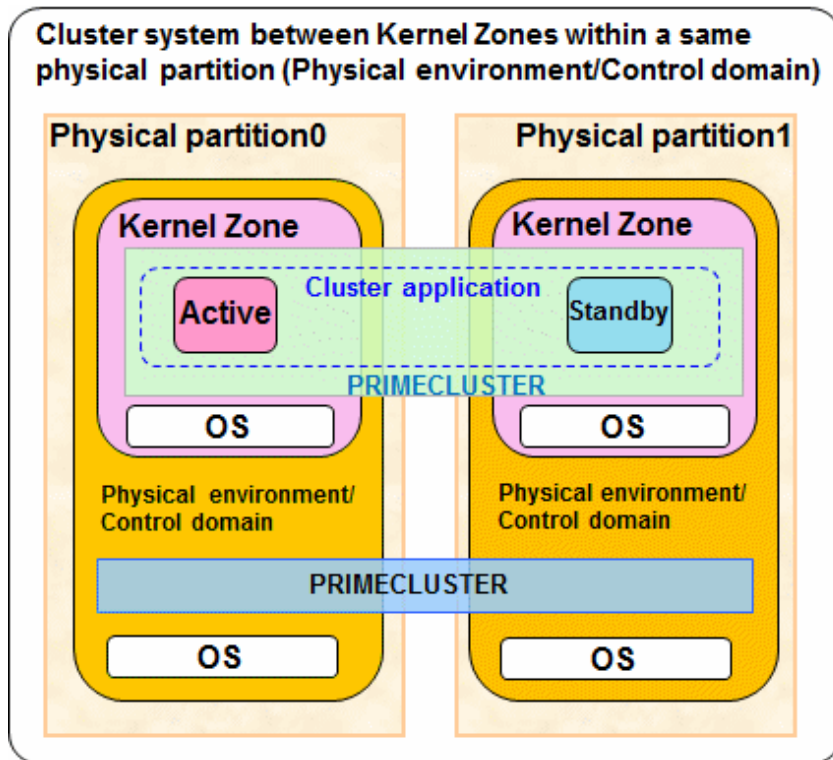 Cluster system between Kernel Zones within a same
physical partition (Physical environment/Control domain)
Physical partition0
Physical partition1
Kernel Zone
Kernel Zone
Cluster application
Active
Standby
PRIMECLUSTER
OS
OS
Physical environment/
Control domain
Physical environment/
Control domain
PRIMECLUSTER
OS
OS